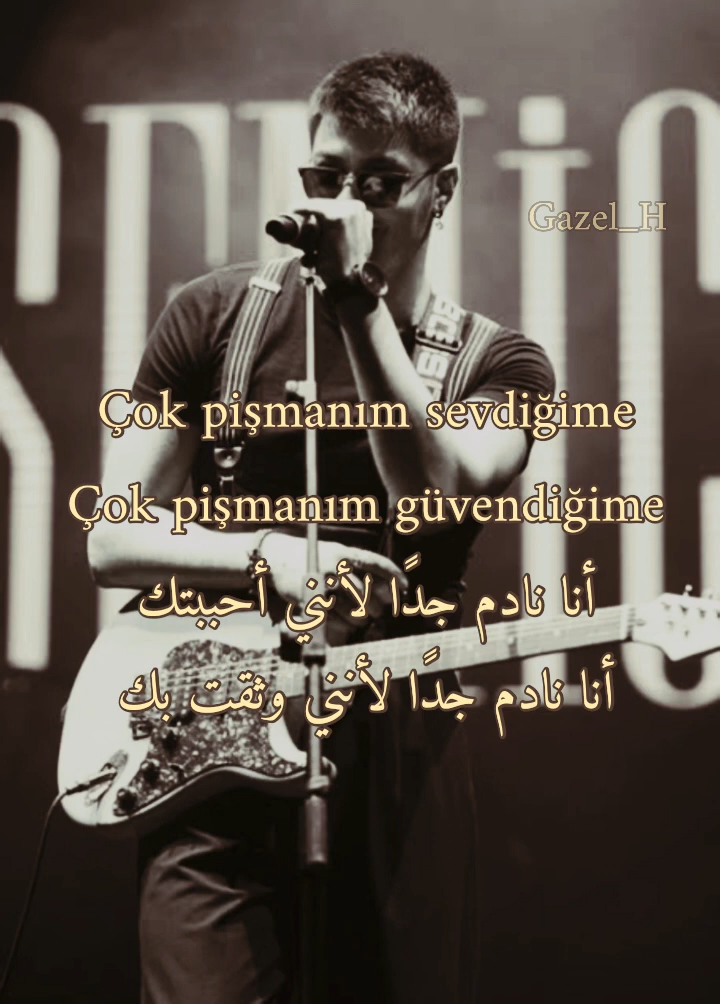 Gazel_H
Çok pişmanım sevdiğime
Çok pişmanım güvendiğime
أنا نادم جدًا لأنني أحببتك
أنا نادم جدًا لأنني وثقت بك